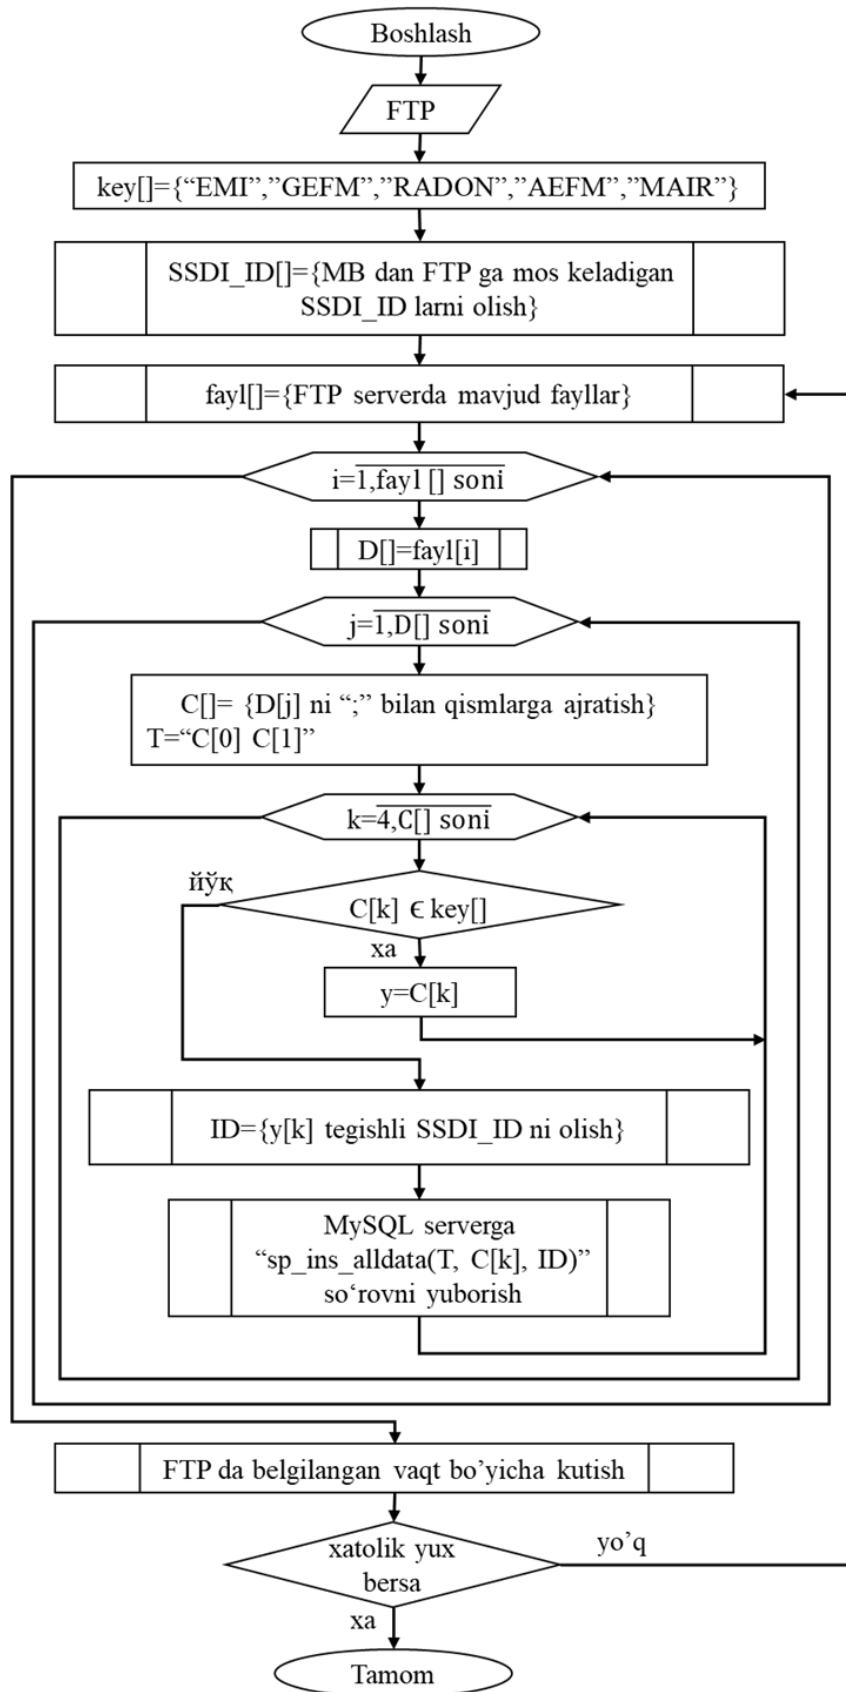 Boshlash
FTP
key[]={“EMI”,”GEFM”,”RADON”,”AEFM”,”MAIR”}
SSDI_ID[]={MB dan FTP ga mos keladigan
SSDI_ID larni olish}
fayl[]={FTP serverda mavjud fayllar}
i=1,fayl [] soni
D[]=fayl[i]
j=1,D[] soni
C[]= {D[j] ni “;” bilan qismlarga ajratish}
T=“C[0] C[1]”
k=4,C[] soni
йўқ
C[k] ∈ key[]
хa
y=C[k]
ID={y[k] tegishli SSDI_ID ni olish}
MySQL serverga
“sp_ins_alldata(T, C[k], ID)”
so‘rovni yuborish
FTP da belgilangan vaqt bo’yicha kutish
xatolik yux
bersa
yo’q
xa
Tamom